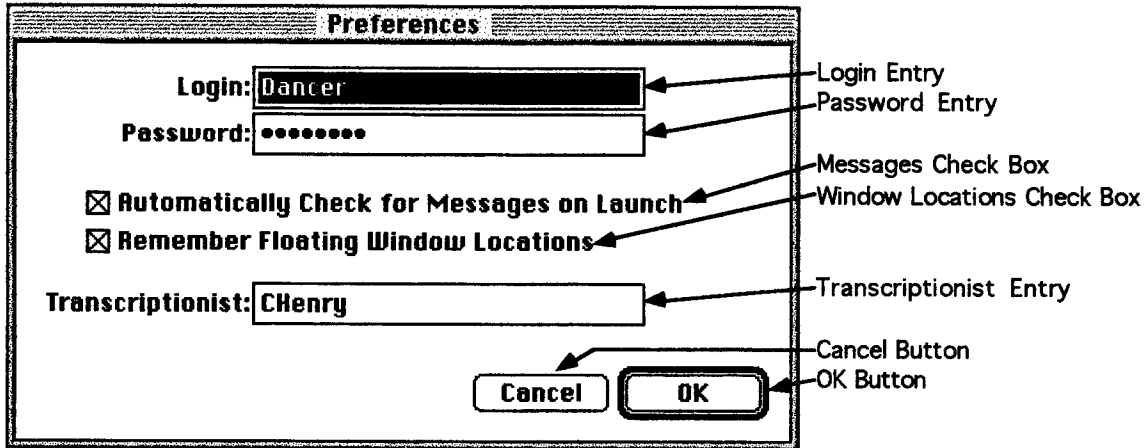 Preferences
Login: Dancer
Login Entry
Password: ••••••••
Password Entry
Messages Check Box
Automatically Check for Messages on Launch
Window Locations Check Box
Remember Floating Window Locations
Transcriptionist: CHenry
Transcriptionist Entry
Cancel Button
Cancel
OK
OK Button